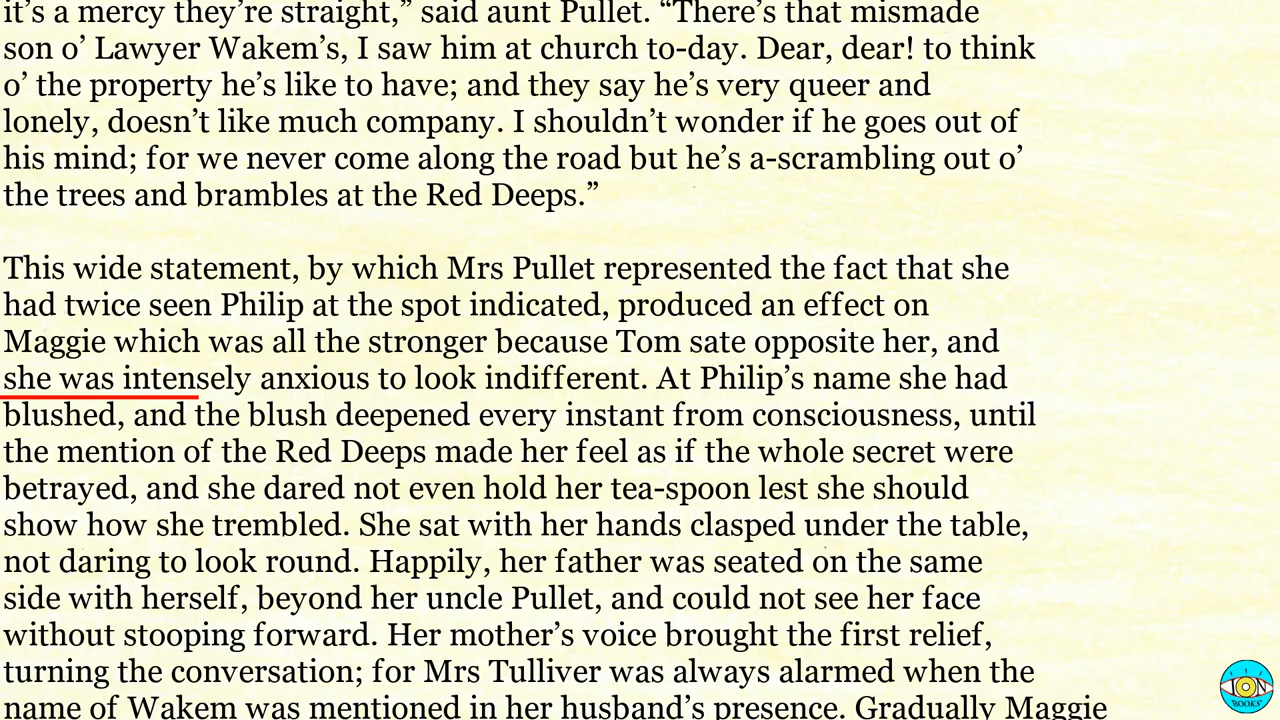 it’s a mercy they’re straight,” said aunt Pullet. “There’s that mismade
son o’ Lawyer Wakem’s, I saw him at church to-day. Dear, dear! to think
o’ the property he’s like to have; and they say he’s very queer and
lonely, doesn’t like much company. I shouldn’t wonder if he goes out of
his mind; for we never come along the road but he’s a-scrambling out o’
the trees and brambles at the Red Deeps.”
This wide statement, by which Mrs Pullet represented the fact that she
had twice seen Philip at the spot indicated, produced an effect on
Maggie which was all the stronger because Tom sate opposite her, and
she was intensely anxious to look indifferent. At Philip’s name she had
blushed, and the blush deepened every instant from consciousness, until
the mention of the Red Deeps made her feel as if the whole secret were
betrayed, and she dared not even hold her tea-spoon lest she should
show how she trembled. She sat with her hands clasped under the table,
not daring to look round. Happily, her father was seated on the same
side with herself, beyond her uncle Pullet, and could not see her face
without stooping forward. Her mother’s voice brought the first relief,
turning the conversation; for Mrs Tulliver was always alarmed when the
name of Wakem was mentioned in her husband’s presence. Gradually Maggie
ION
BOOKS